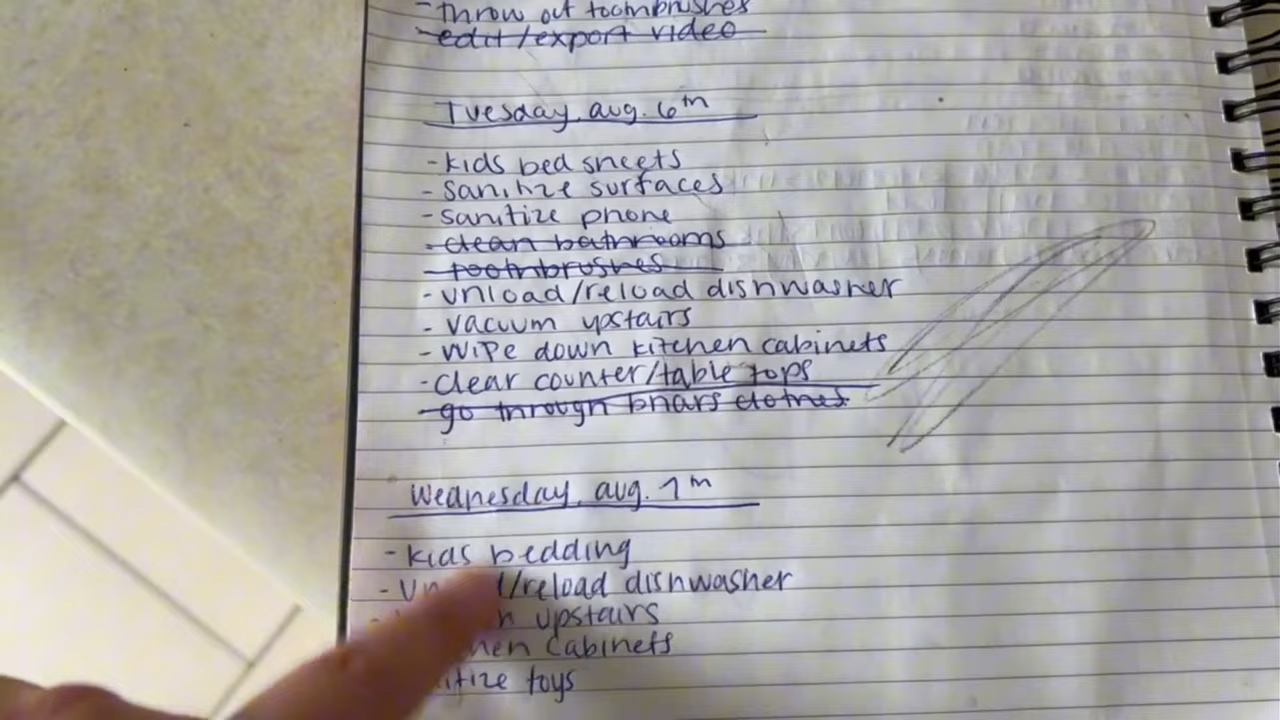 - throw out toothbrushes
- edit/export video
Tuesday, aug. 6th
- kids bed sheets
- sanitize surfaces
- sanitize phone
- clean bathrooms
- toothbrushes
- unload/reload dishwasher
- vacuum upstairs
- wipe down kitchen cabinets
- clear counter/table tops
- go through briars clothes
Wednesday, aug. 7th
- kids bedding
/reload dishwasher
upstairs
cabinets
toys